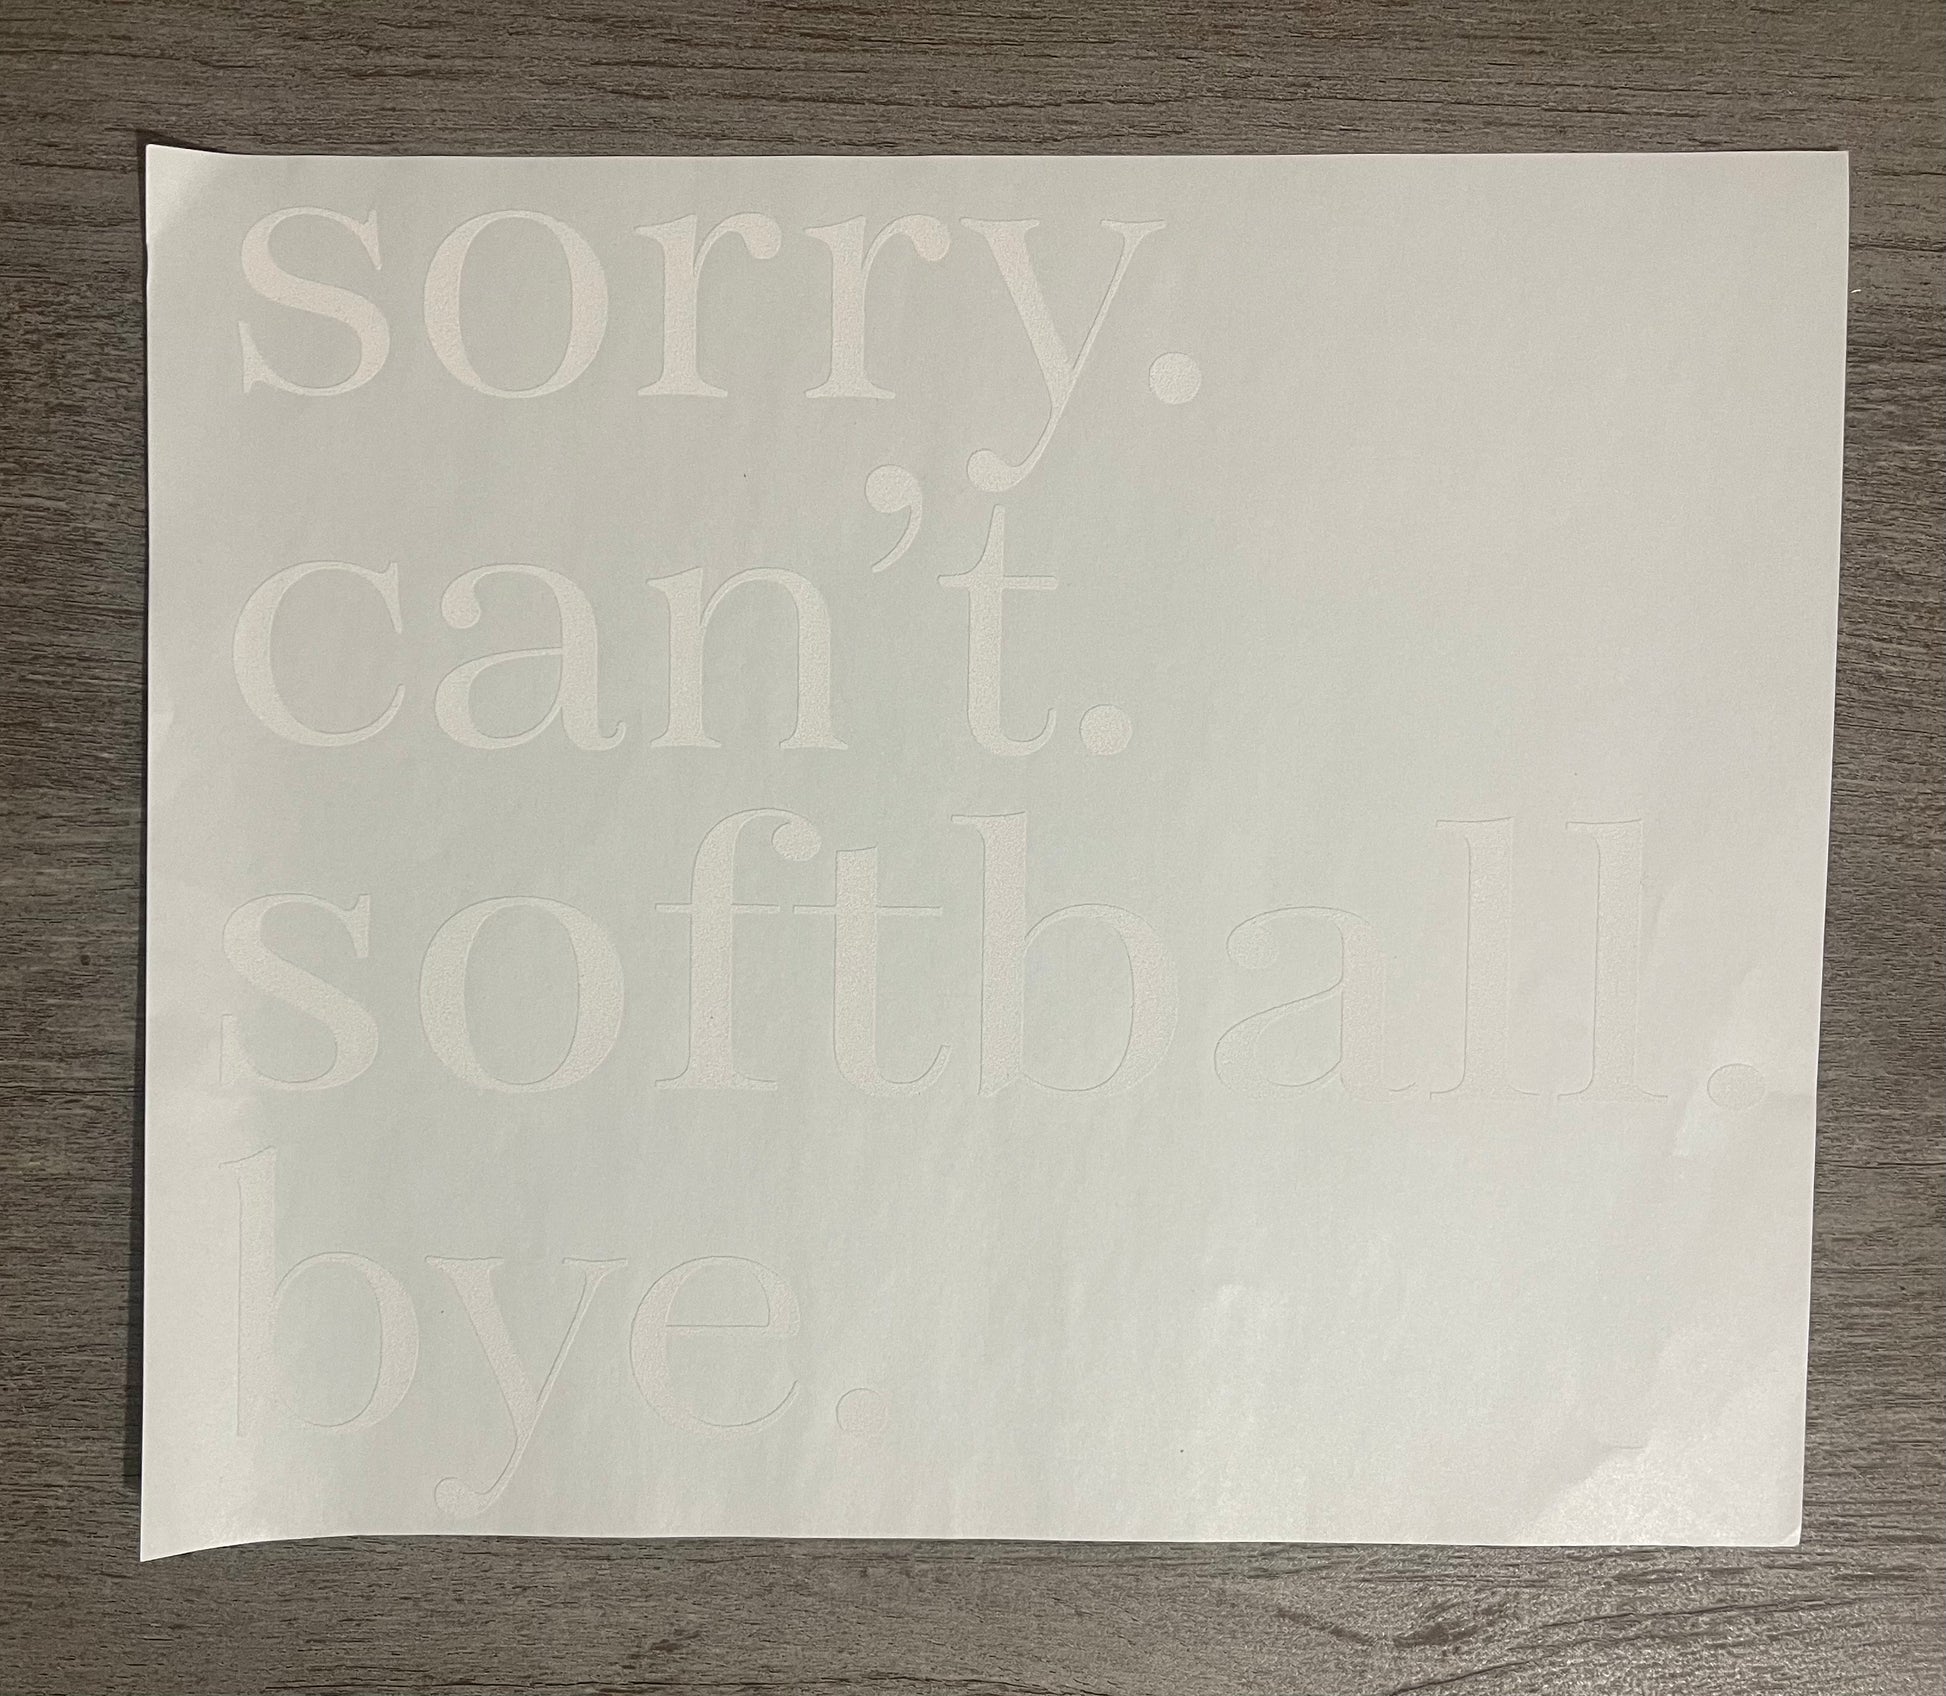 sorry.
can’t.
softball.
bye.